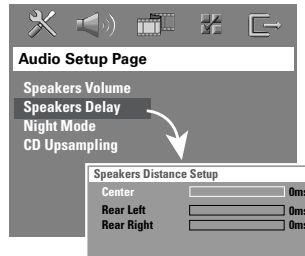 Audio Setup Page
Speakers Volume
Speakers Delay
Night Mode
CD Upsampling
Speakers Distance Setup
Center 0ms
Rear Left 0ms
Rear Right 0ms